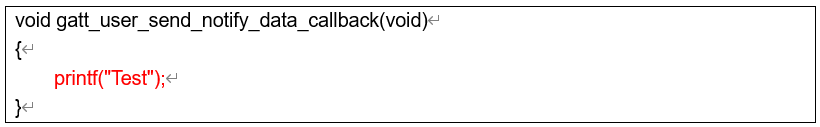 void gatt_user_send_notify_data_callback(void)↵
{↵
printf("Test");↵
}↵